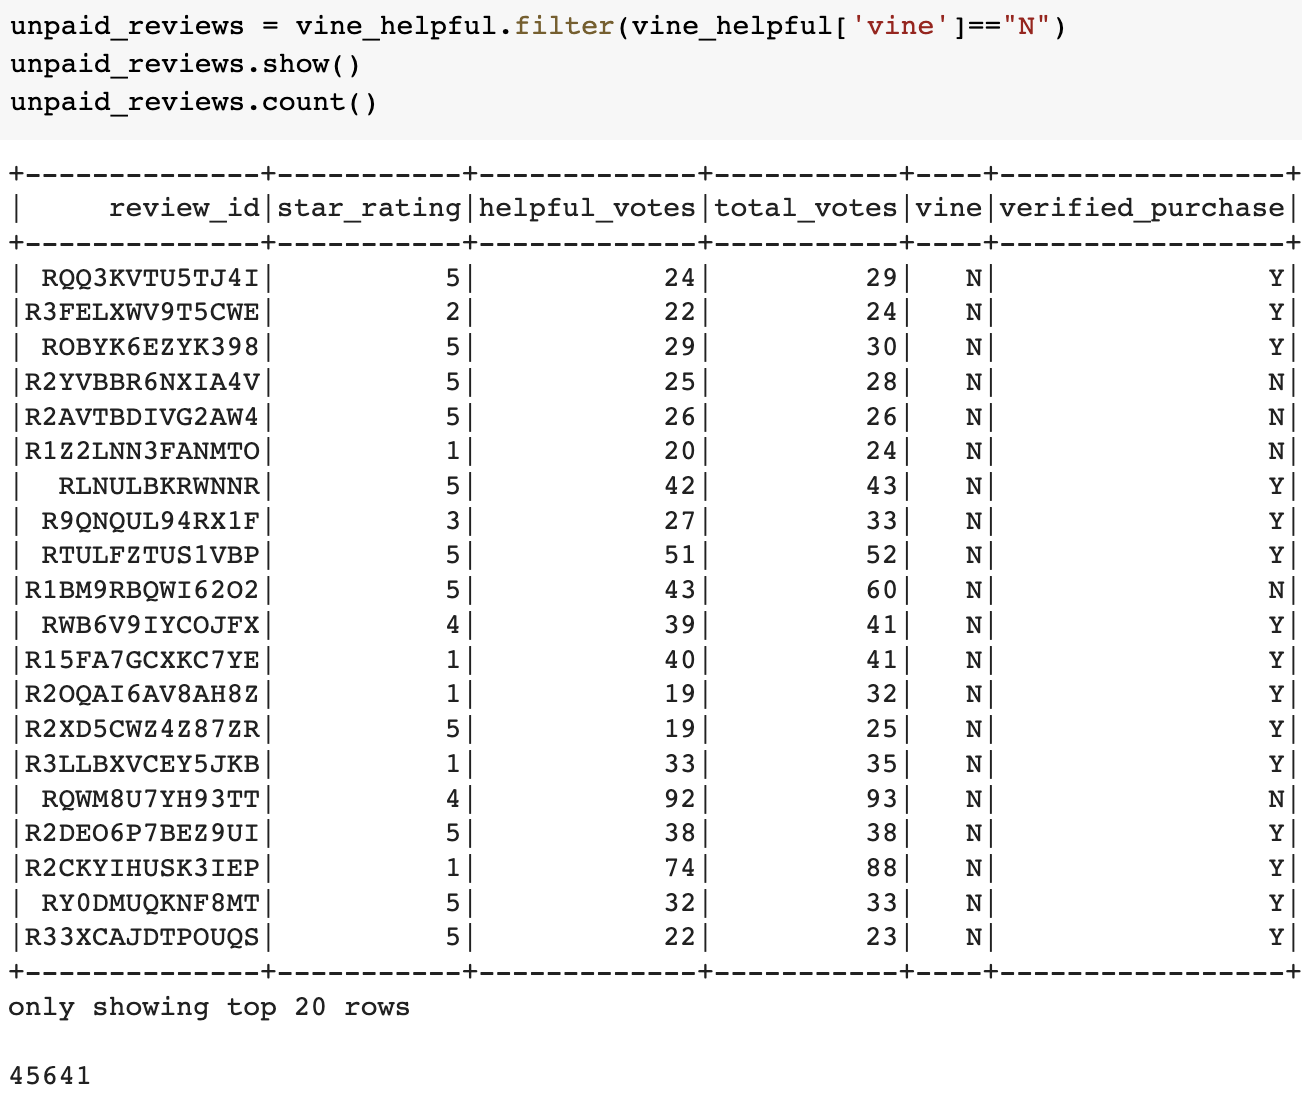 unpaid_reviews = vine_helpful.filter(vine_helpful['vine']=="N")
unpaid_reviews.show()
unpaid_reviews.count()
+--------------+-----------+-------------+-----------+----+-----------------+
|     review_id|star_rating|helpful_votes|total_votes|vine|verified_purchase|
+--------------+-----------+-------------+-----------+----+-----------------+
| RQQ3KVTU5TJ4I|          5|           24|         29|   N|                Y|
|R3FELXWV9T5CWE|          2|           22|         24|   N|                Y|
| ROBYK6EZYK398|          5|           29|         30|   N|                Y|
|R2YVBBR6NXIA4V|          5|           25|         28|   N|                N|
|R2AVTBDIVG2AW4|          5|           26|         26|   N|                N|
|R1Z2LNN3FANMTO|          1|           20|         24|   N|                N|
|  RLNULBKRWNNR|          5|           42|         43|   N|                Y|
| R9QNQUL94RX1F|          3|           27|         33|   N|                Y|
| RTULFZTUS1VBP|          5|           51|         52|   N|                Y|
|R1BM9RBQWI62O2|          5|           43|         60|   N|                N|
| RWB6V9IYCOJFX|          4|           39|         41|   N|                Y|
|R15FA7GCXKC7YE|          1|           40|         41|   N|                Y|
|R2OQAI6AV8AH8Z|          1|           19|         32|   N|                Y|
|R2XD5CWZ4Z87ZR|          5|           19|         25|   N|                Y|
|R3LLBXVCEY5JKB|          1|           33|         35|   N|                Y|
| RQWM8U7YH93TT|          4|           92|         93|   N|                N|
|R2DEO6P7BEZ9UI|          5|           38|         38|   N|                Y|
|R2CKYIHUSK3IEP|          1|           74|         88|   N|                Y|
| RY0DMUQKNF8MT|          5|           32|         33|   N|                Y|
|R33XCAJDTPOUQS|          5|           22|         23|   N|                Y|
+--------------+-----------+-------------+-----------+----+-----------------+
only showing top 20 rows
45641